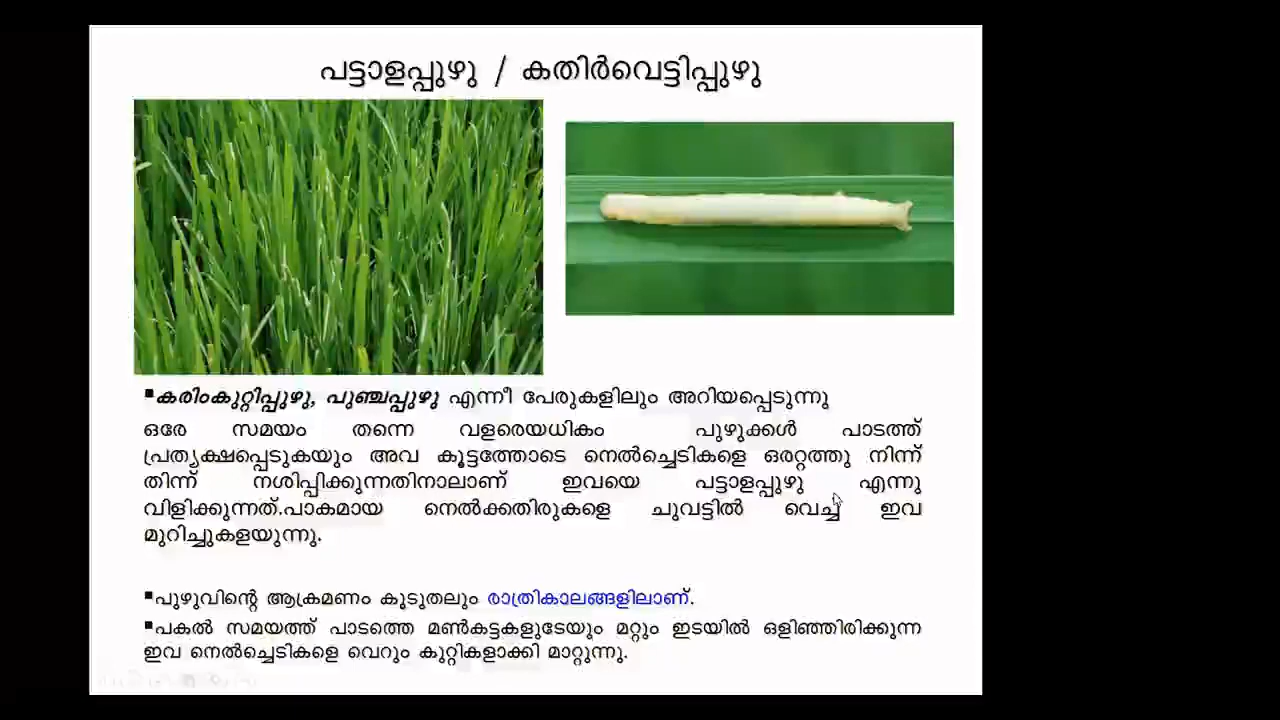 പട്ടാളപ്പുഴു / കതിർവെട്ടിപ്പുഴു
▪കരിംകുറ്റിപ്പുഴു, പുഞ്ചപ്പുഴു എന്നീ പേരുകളിലും അറിയപ്പെടുന്നു
ഒരേ സമയം തന്നെ വളരെയധികം പുഴുക്കൾ പാടത്ത്
പ്രത്യക്ഷപ്പെടുകയും അവ കൂട്ടത്തോടെ നെൽച്ചെടികളെ ഒരറ്റത്തു നിന്ന്
തിന്ന് നശിപ്പിക്കുന്നതിനാലാണ് ഇവയെ പട്ടാളപ്പുഴു എന്നു
വിളിക്കുന്നത്.പാകമായ നെൽക്കതിരുകളെ ചുവട്ടിൽ വെച്ച് ഇവ
മുറിച്ചുകളയുന്നു.
▪പുഴുവിന്റെ ആക്രമണം കൂടുതലും രാത്രികാലങ്ങളിലാണ്.
▪പകൽ സമയത്ത് പാടത്തെ മൺകട്ടകളുടേയും മറ്റും ഇടയിൽ ഒളിഞ്ഞിരിക്കുന്ന
ഇവ നെൽച്ചെടികളെ വെറും കുറ്റികളാക്കി മാറ്റുന്നു.